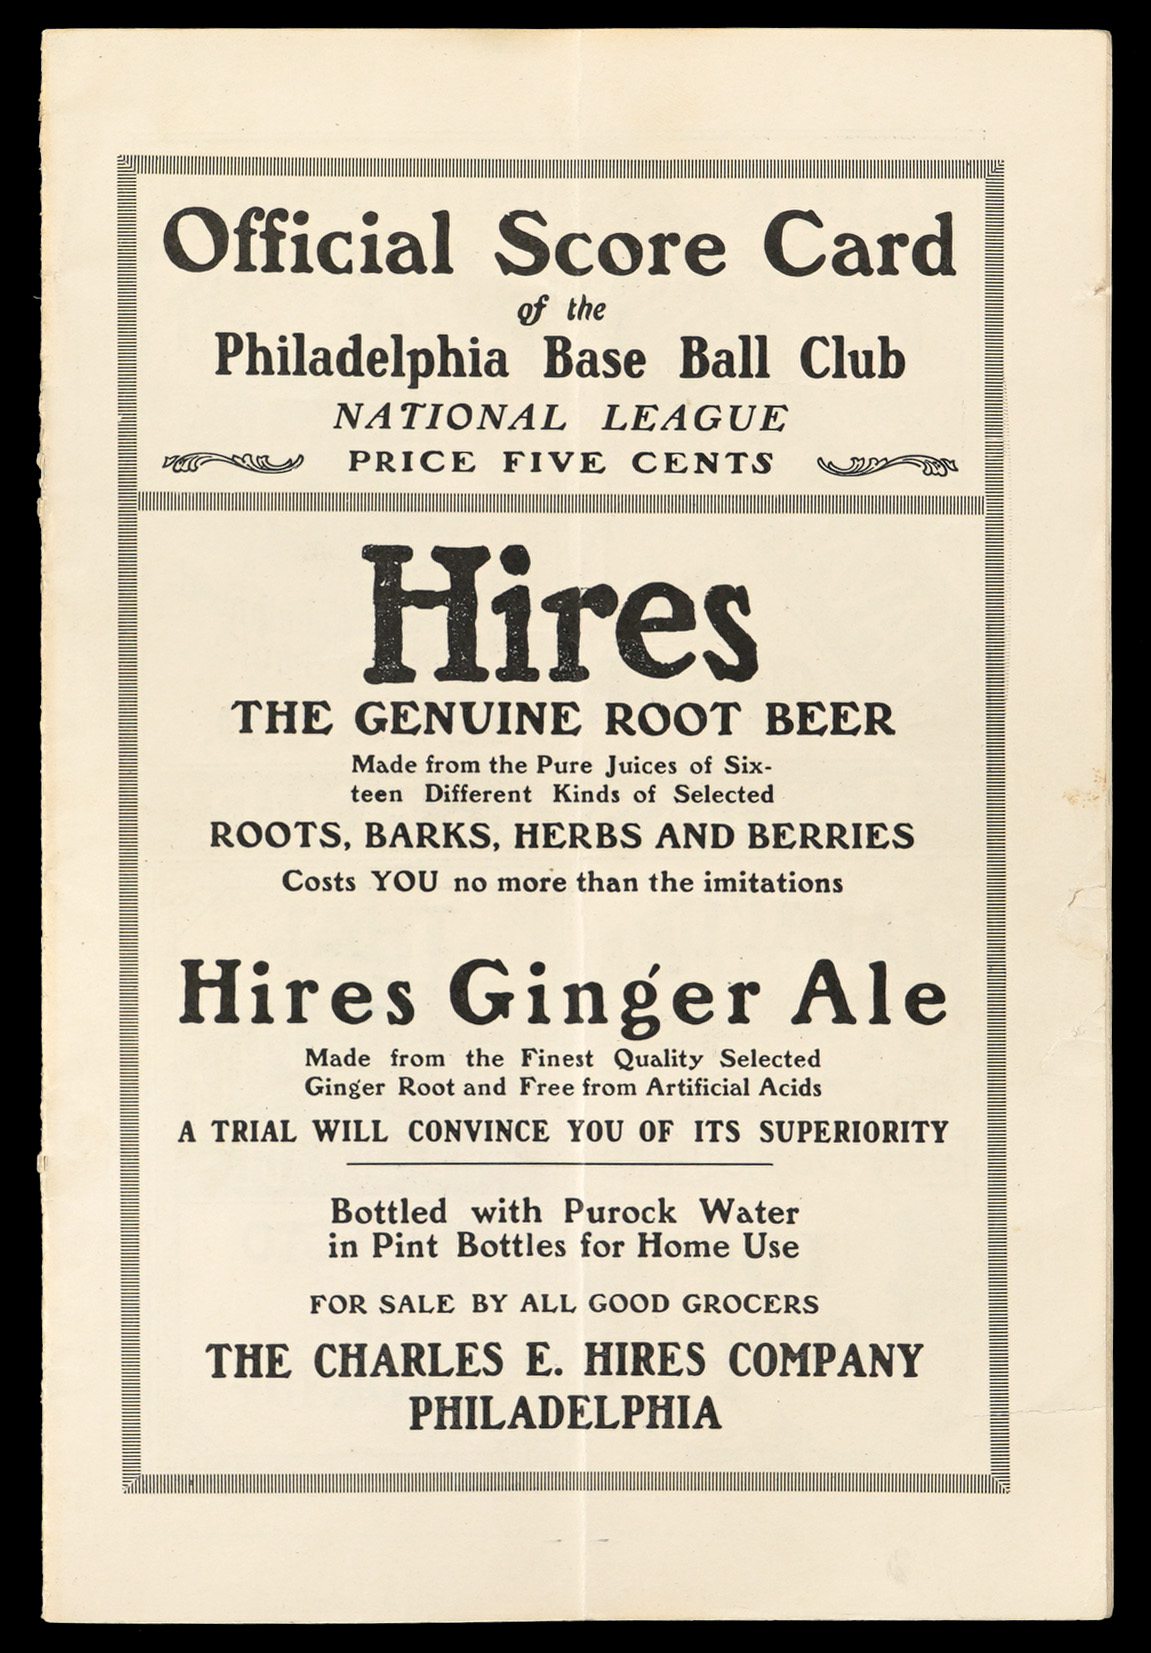 Official Score Card
of the
Philadelphia Base Ball Club
NATIONAL LEAGUE
PRICE FIVE CENTS
Hires
THE GENUINE ROOT BEER
Made from the Pure Juices of Six-
teen Different Kinds of Selected
ROOTS, BARKS, HERBS AND BERRIES
Costs YOU no more than the imitations
Hires Ginger Ale
Made from the Finest Quality Selected
Ginger Root and Free from Artificial Acids
A TRIAL WILL CONVINCE YOU OF ITS SUPERIORITY
Bottled with Purock Water
in Pint Bottles for Home Use
FOR SALE BY ALL GOOD GROCERS
THE CHARLES E. HIRES COMPANY
PHILADELPHIA